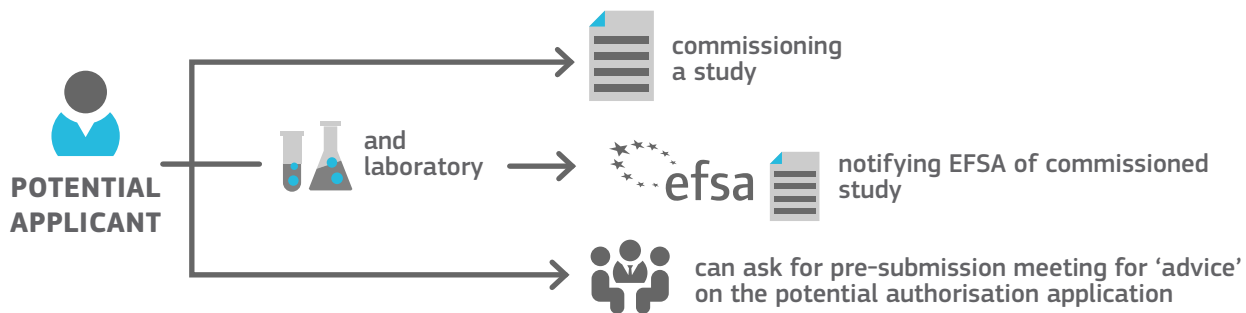 commissioning
a study
and
laboratory
efsa
notifying EFSA of commissioned
study
POTENTIAL
APPLICANT
can ask for pre-submission meeting for ‘advice’
on the potential authorisation application